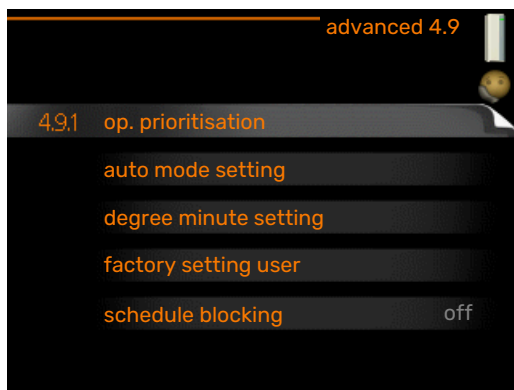 advanced 4.9
4.9.1 op. prioritisation
auto mode setting
degree minute setting
factory setting user
schedule blocking off